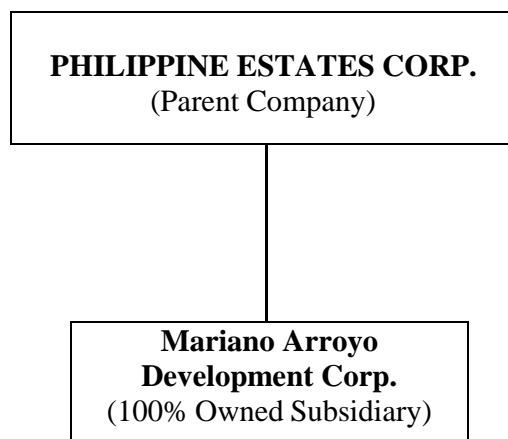 PHILIPPINE ESTATES CORP.
(Parent Company)
Mariano Arroyo
Development Corp.
(100% Owned Subsidiary)